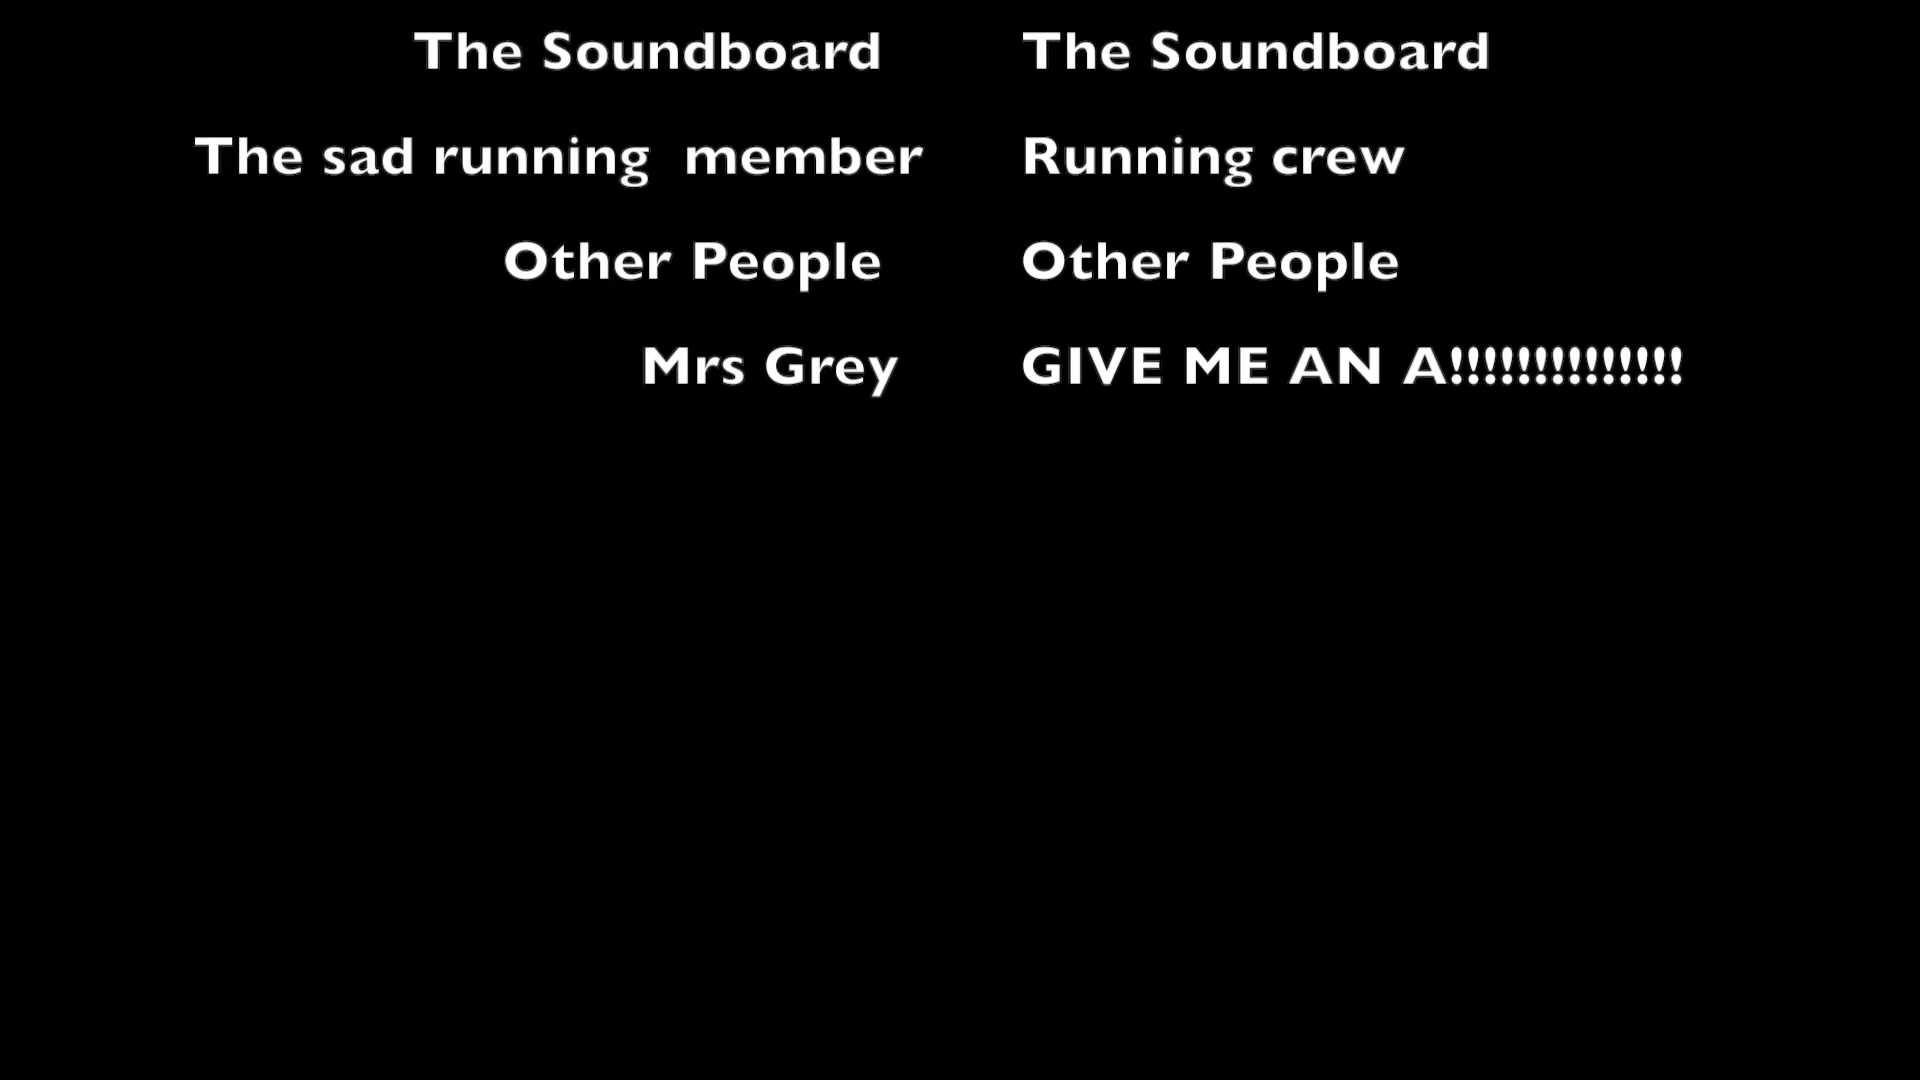 The Soundboard The Soundboard
The sad running  member Running crew
Other People Other People
Mrs Grey GIVE ME AN A!!!!!!!!!!!!!!